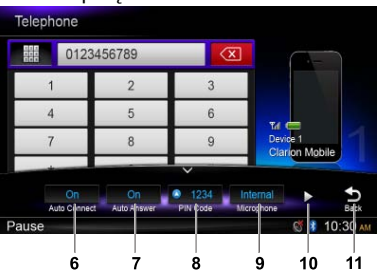 Telephone
0123456789
1 2 3
4 5 6
7 8 9
Device 1
Clarion Mobile
1
On On 1234 Internal
Auto Connect Auto Answer PIN Code Microphone Back
Pause 10:30 AM
6 7 8 9 10 11